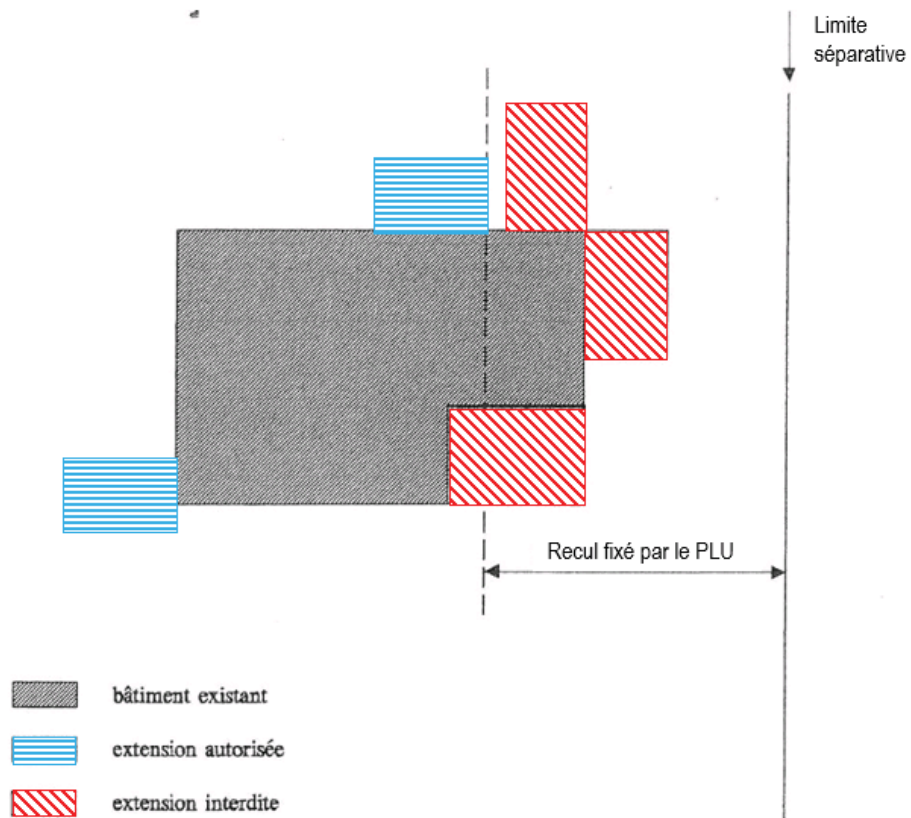 Limite
séparative
Recul fixé par le PLU
bâtiment existant
extension autorisée
extension interdite